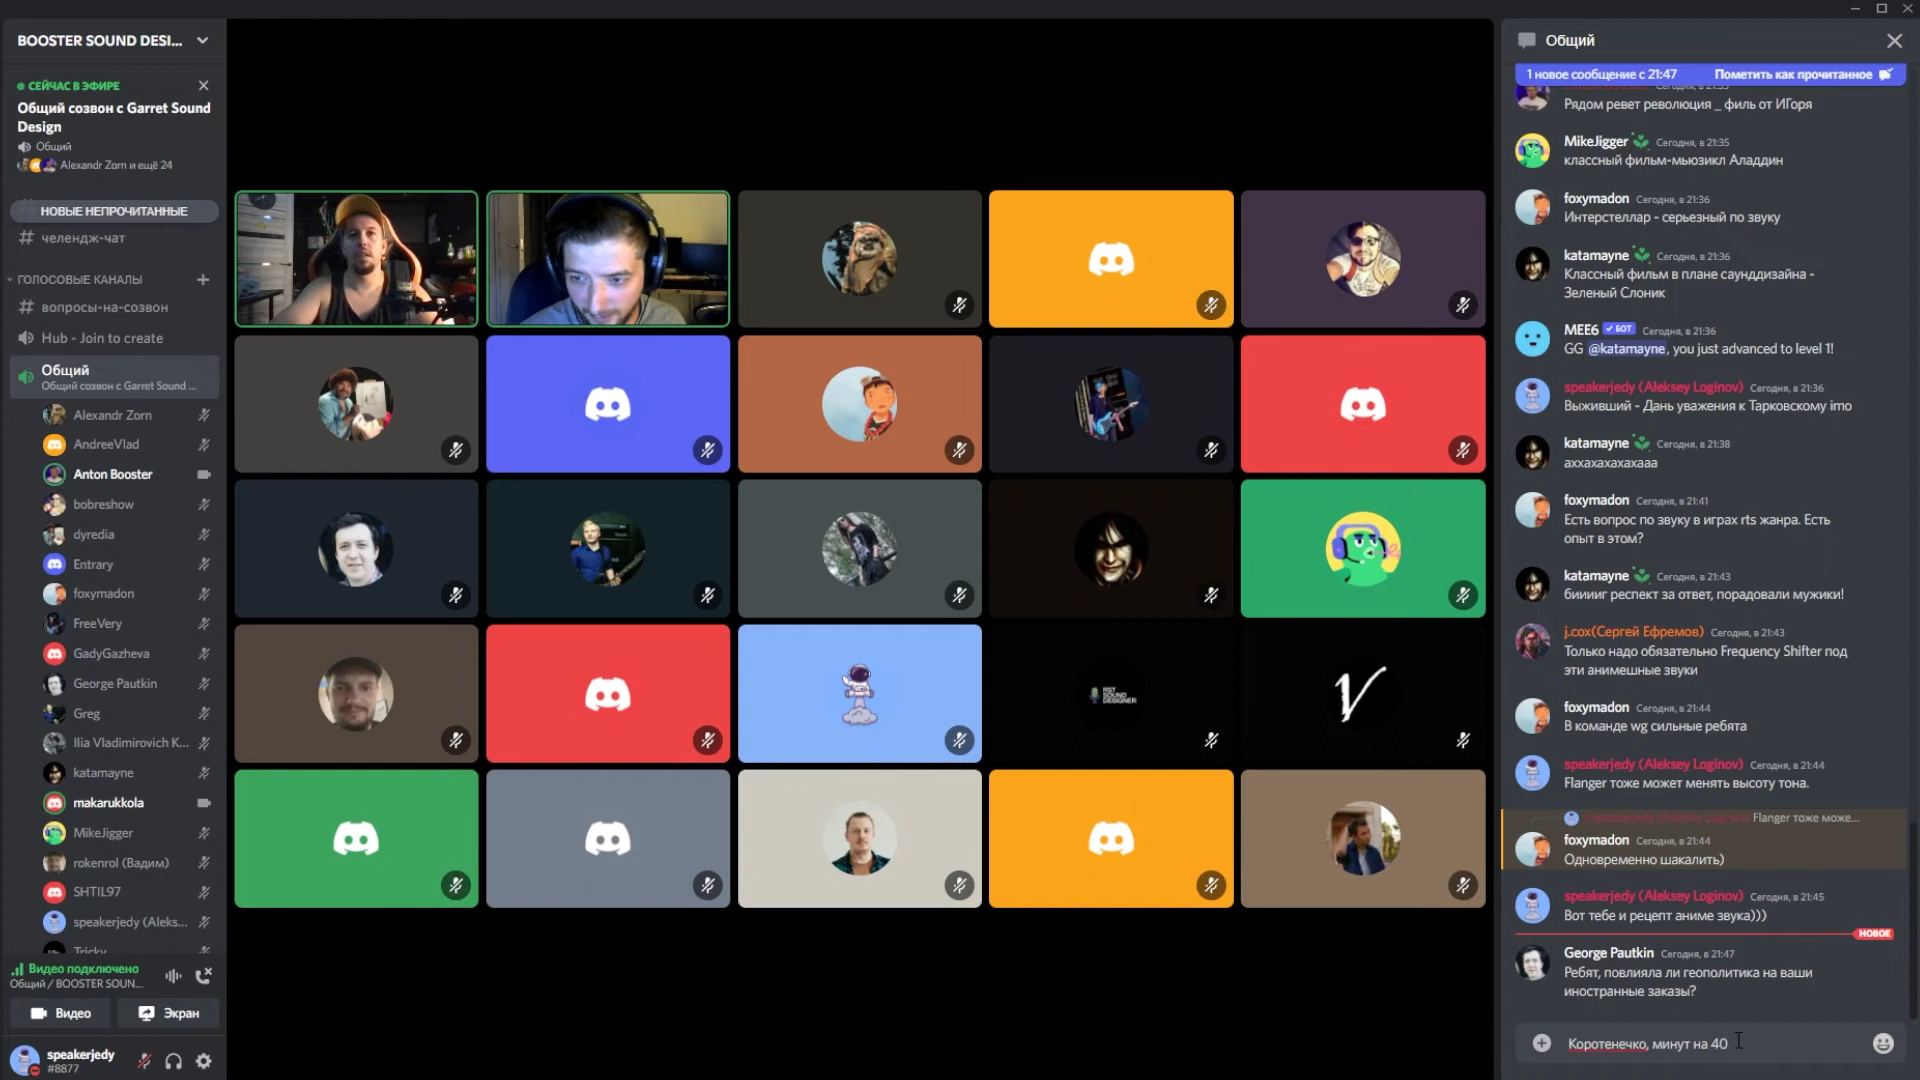 BOOSTER SOUND DESI...
СЕЙЧАС В ЭФИРЕ
Общий созвон с Garret Sound
Design
Общий
Alexandr Zorn и ещё 24
НОВЫЕ НЕПРОЧИТАННЫЕ
челендж-чат
ГОЛОСОВЫЕ КАНАЛЫ
вопросы-на-созвон
Hub - Join to create
Общий
Общий созвон с Garret Sound ...
Alexandr Zorn
AndreeVlad
Anton Booster
bobreshow
dyredia
Entrary
foxymadon
FreeVery
GadyGazheva
George Pautkin
Greg
Ilia Vladimirovich K...
katamayne
makarukkola
MikeJigger
rokenrol (Вадим)
SHTIL97
speakerjedy (Aleks...
Tricky
Видео подключено
Общий / BOOSTER SOUN...
Видео
Экран
speakerjedy
#8877
SOUND
DESIGNER
V
Общий
1 новое сообщение с 21:47
Пометить как прочитанное
Рядом ревет революция _ филь от ИГоря
MikeJigger Сегодня, в 21:35
классный фильм-мьюзикл Аладдин
foxymadon Сегодня, в 21:36
Интерстеллар - серьезный по звуку
katamayne Сегодня, в 21:36
Классный фильм в плане саунддизайна -
Зеленый Слоник
MEE6 БОТ Сегодня, в 21:36
GG @katamayne, you just advanced to level 1!
speakerjedy (Aleksey Loginov) Сегодня, в 21:36
Выживший - Дань уважения к Тарковскому imo
katamayne Сегодня, в 21:38
аххахахахахааа
foxymadon Сегодня, в 21:41
Есть вопрос по звуку в играх rts жанра. Есть
опыт в этом?
katamayne Сегодня, в 21:43
бииииг респект за ответ, порадовали мужики!
j.cox(Сергей Ефремов) Сегодня, в 21:43
Только надо обязательно Frequency Shifter под
эти анимешные звуки
foxymadon Сегодня, в 21:44
В команде wg сильные ребята
speakerjedy (Aleksey Loginov) Сегодня, в 21:44
Flanger тоже может менять высоту тона.
speakerjedy (Aleksey Loginov) Flanger тоже може...
foxymadon Сегодня, в 21:44
Одновременно шакалить)
speakerjedy (Aleksey Loginov) Сегодня, в 21:45
Вот тебе и рецепт аниме звука)))
НОВОЕ
George Pautkin Сегодня, в 21:47
Ребят, повлияла ли геополитика на ваши
иностранные заказы?
Коротенечко, минут на 40